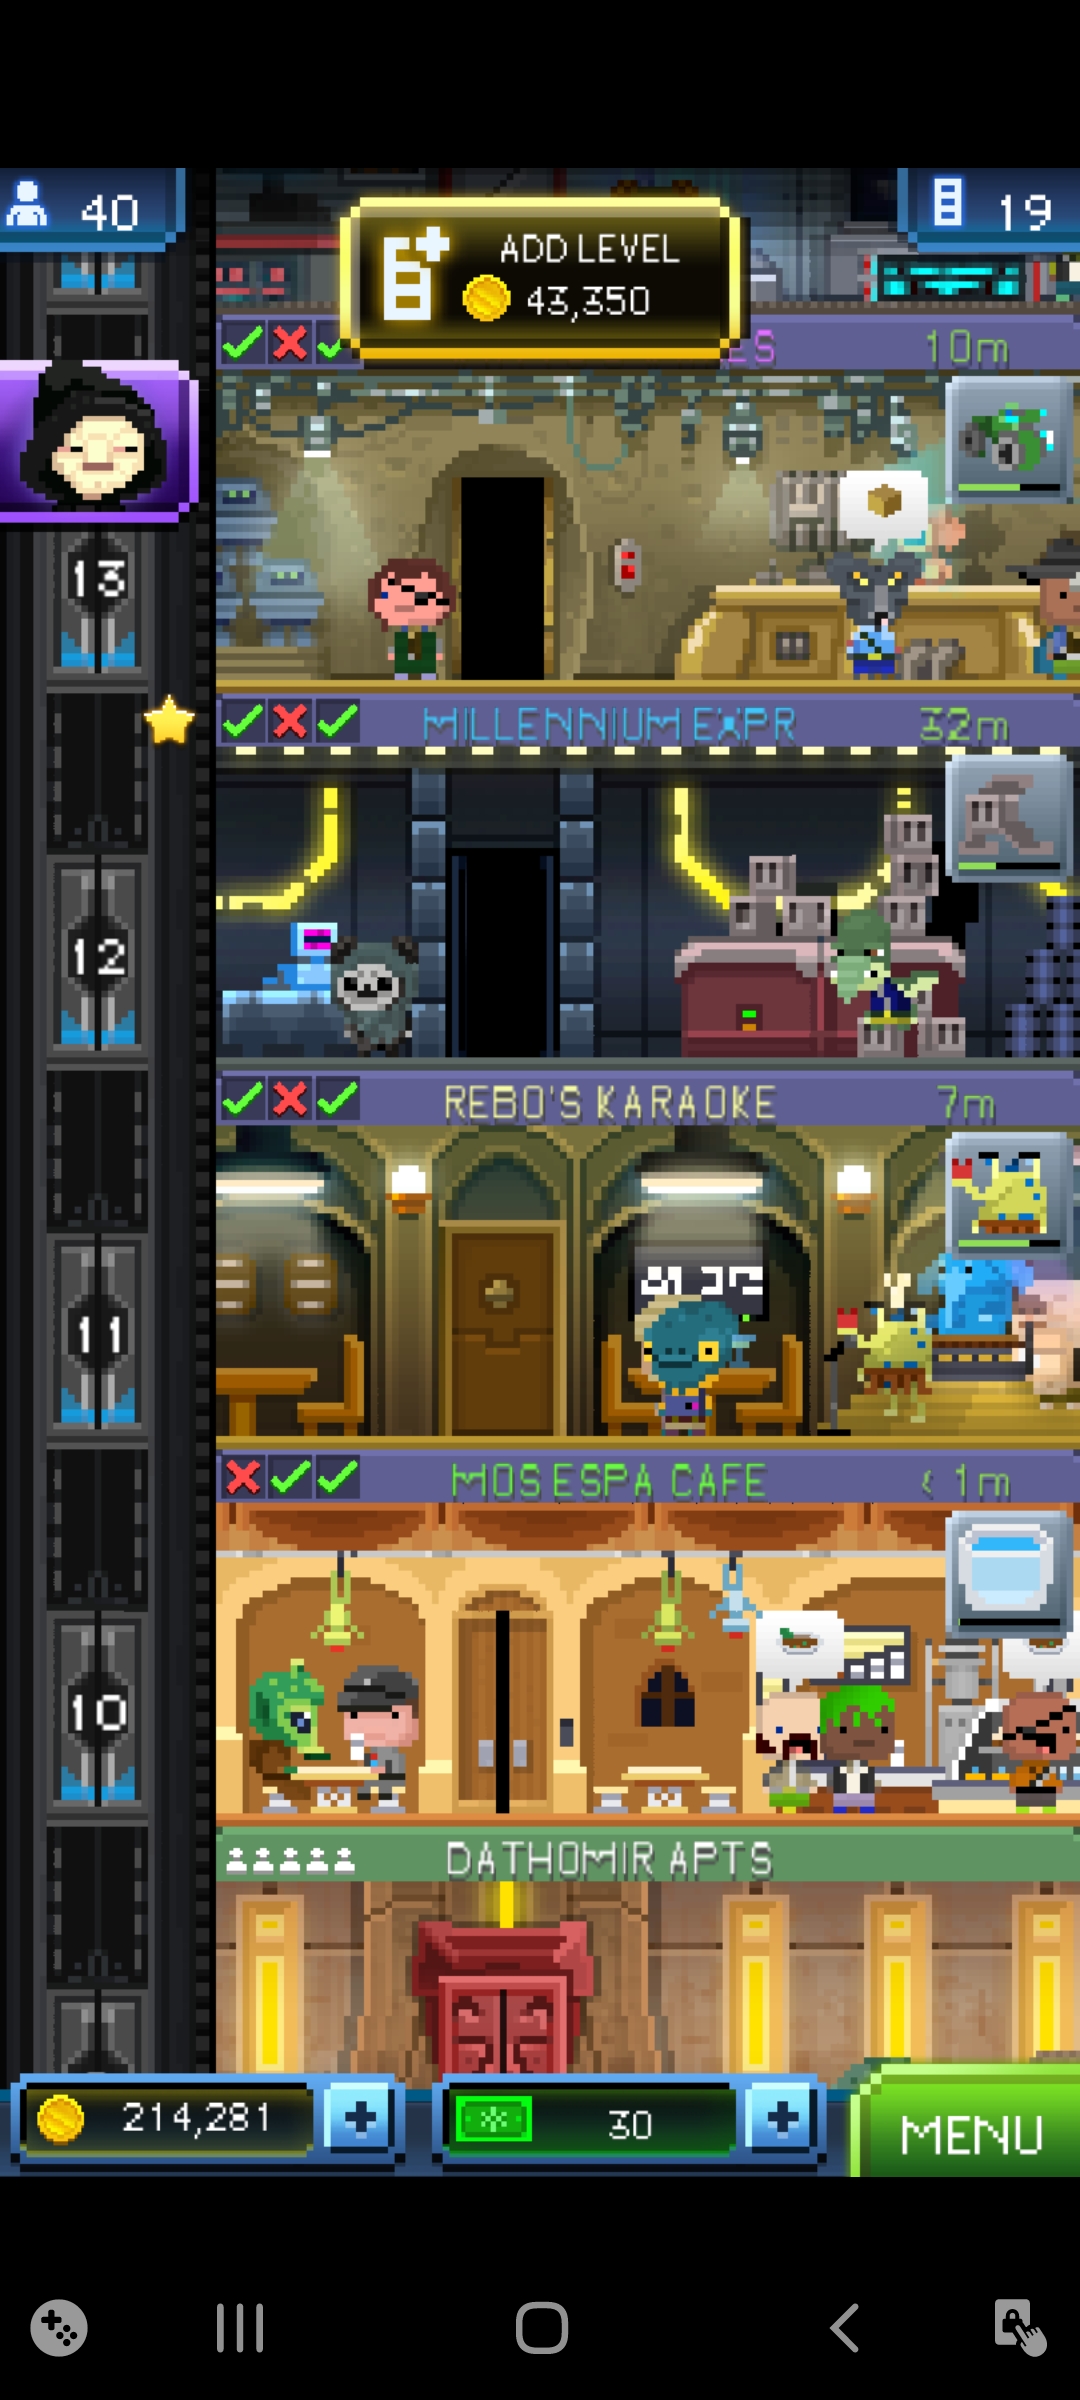 40
19
ADD LEVEL
43,350
ES
10m
13
MILLENNIUM EXPR
32m
12
REBO'S KARAOKE
7m
11
MOS ESPA CAFE
< 1m
10
DATHOMIR APTS
214,281
30
MENU